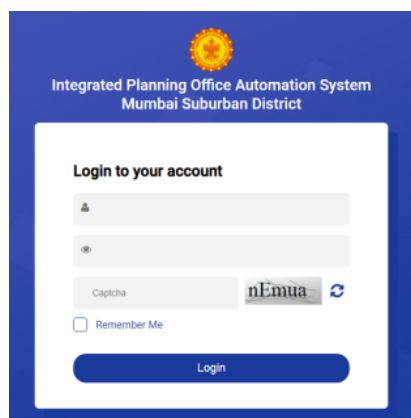 Integrated Planning Office Automation System
Mumbai Suburban District
Login to your account
Captcha
nEmua
Remember Me
Login